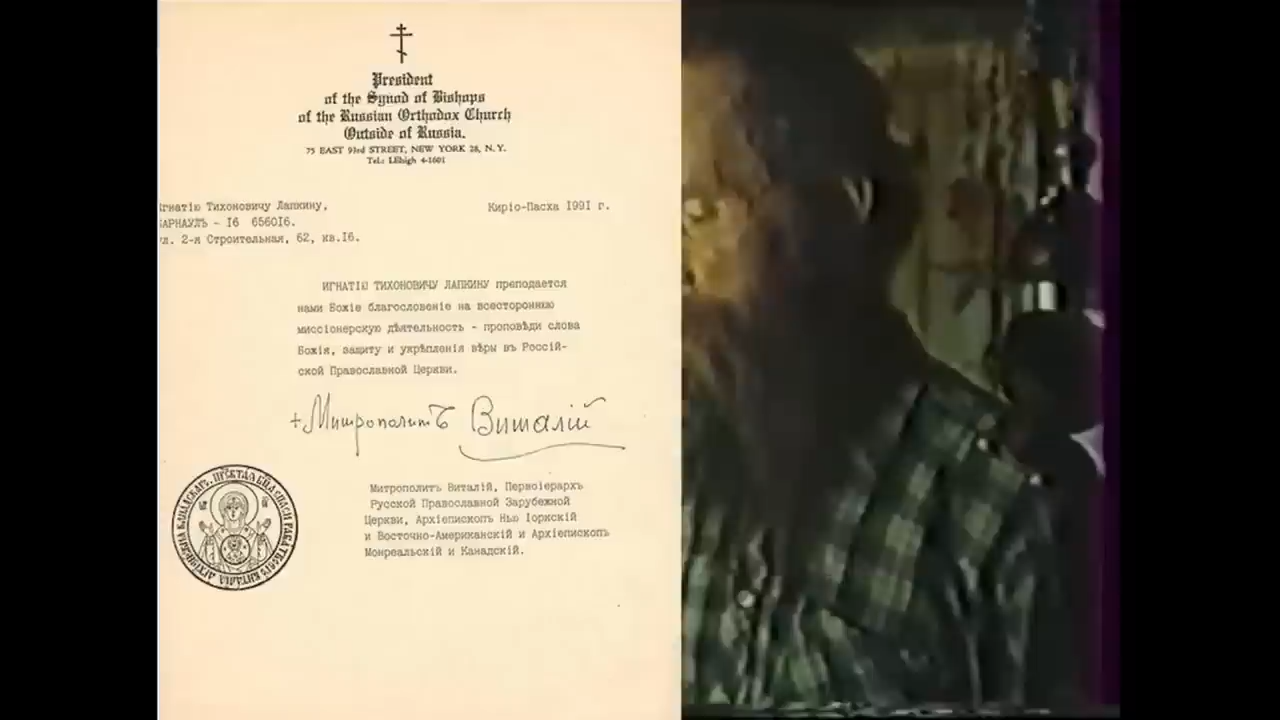 President
of the Synod of Bishops
of the Russian Orthodox Church
Outside of Russia.
75 EAST 93rd STREET, NEW YORK 28, N.Y.
Tel.: LEhigh 4-1601
Игнатію Тихоновичу Лапкину,
Киріо-Пасха 1991 г.
БАРНАУЛЪ - 16 656016.
ул. 2-я Строительная, 62, кв.16.
ИГНАТІЮ ТИХОНОВИЧУ ЛАПКИНУ преподается
нами Божіе благословеніе на всестороннюю
миссіонерскую дѣятельность - проповѣди слова
Божія, защиту и укрѣпленія вѣры въ Россій-
ской Православной Церкви.
+ Митрополитъ Виталій
Митрополитъ Виталій, Первоіерархъ
Русской Православной Зарубежной
Церкви, Архіепископъ Нью Іоркскій
и Восточно-Американскій и Архіепископъ
Монреальскій и Канадскій.